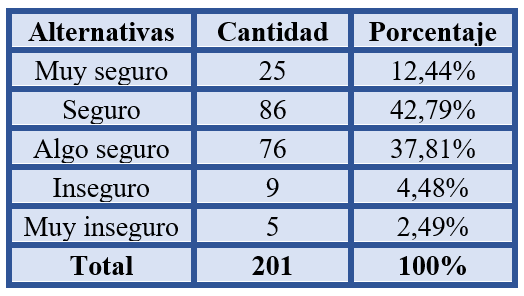 Alternativas Cantidad Porcentaje
Muy seguro 25 12,44%
Seguro 86 42,79%
Algo seguro 76 37,81%
Inseguro 9 4,48%
Muy inseguro 5 2,49%
Total 201 100%